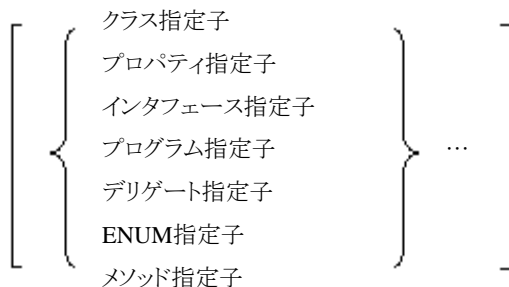 クラス指定子
プロパティ指定子
インタフェース指定子
プログラム指定子
…
デリゲート指定子
ENUM指定子
メソッド指定子